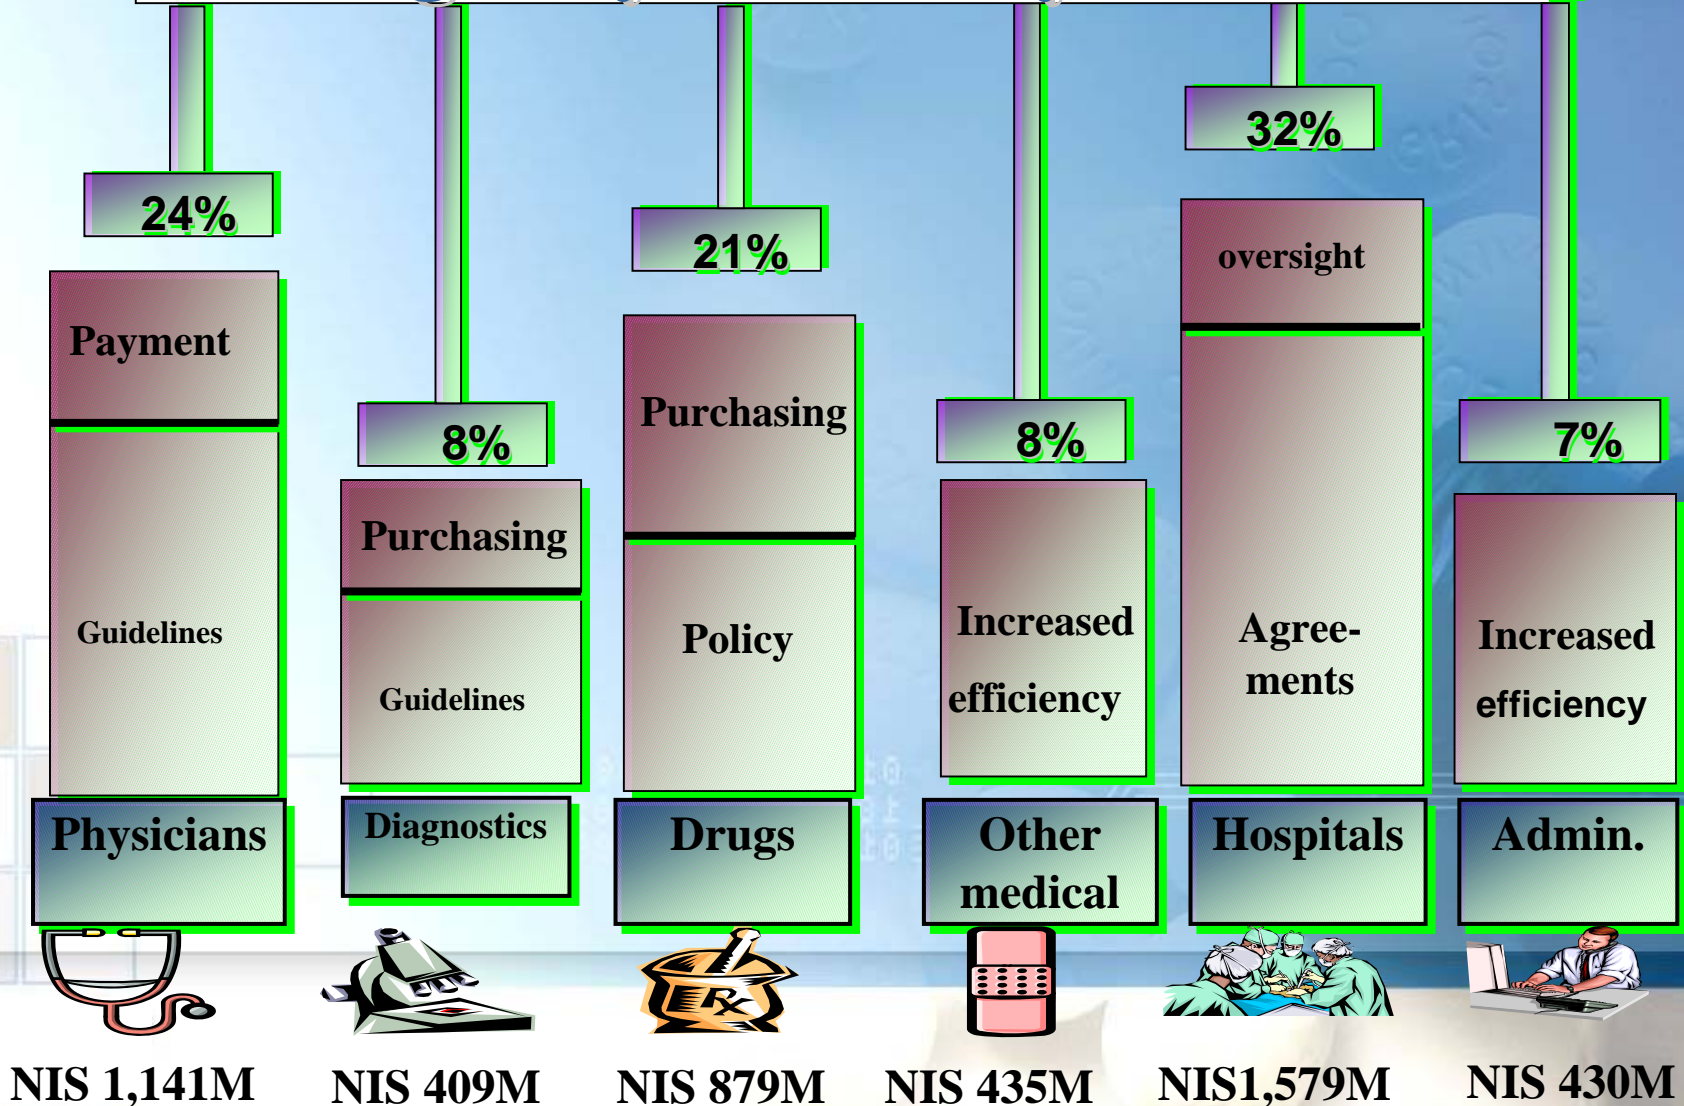 24%
8%
21%
8%
32%
7%
Payment
Guidelines
Purchasing
Guidelines
Purchasing
Policy
Increased
efficiency
oversight
Agree-
ments
Increased
efficiency
Physicians
Diagnostics
Drugs
Other
medical
Hospitals
Admin.
Rx
NIS 1,141M
NIS 409M
NIS 879M
NIS 435M
NIS1,579M
NIS 430M